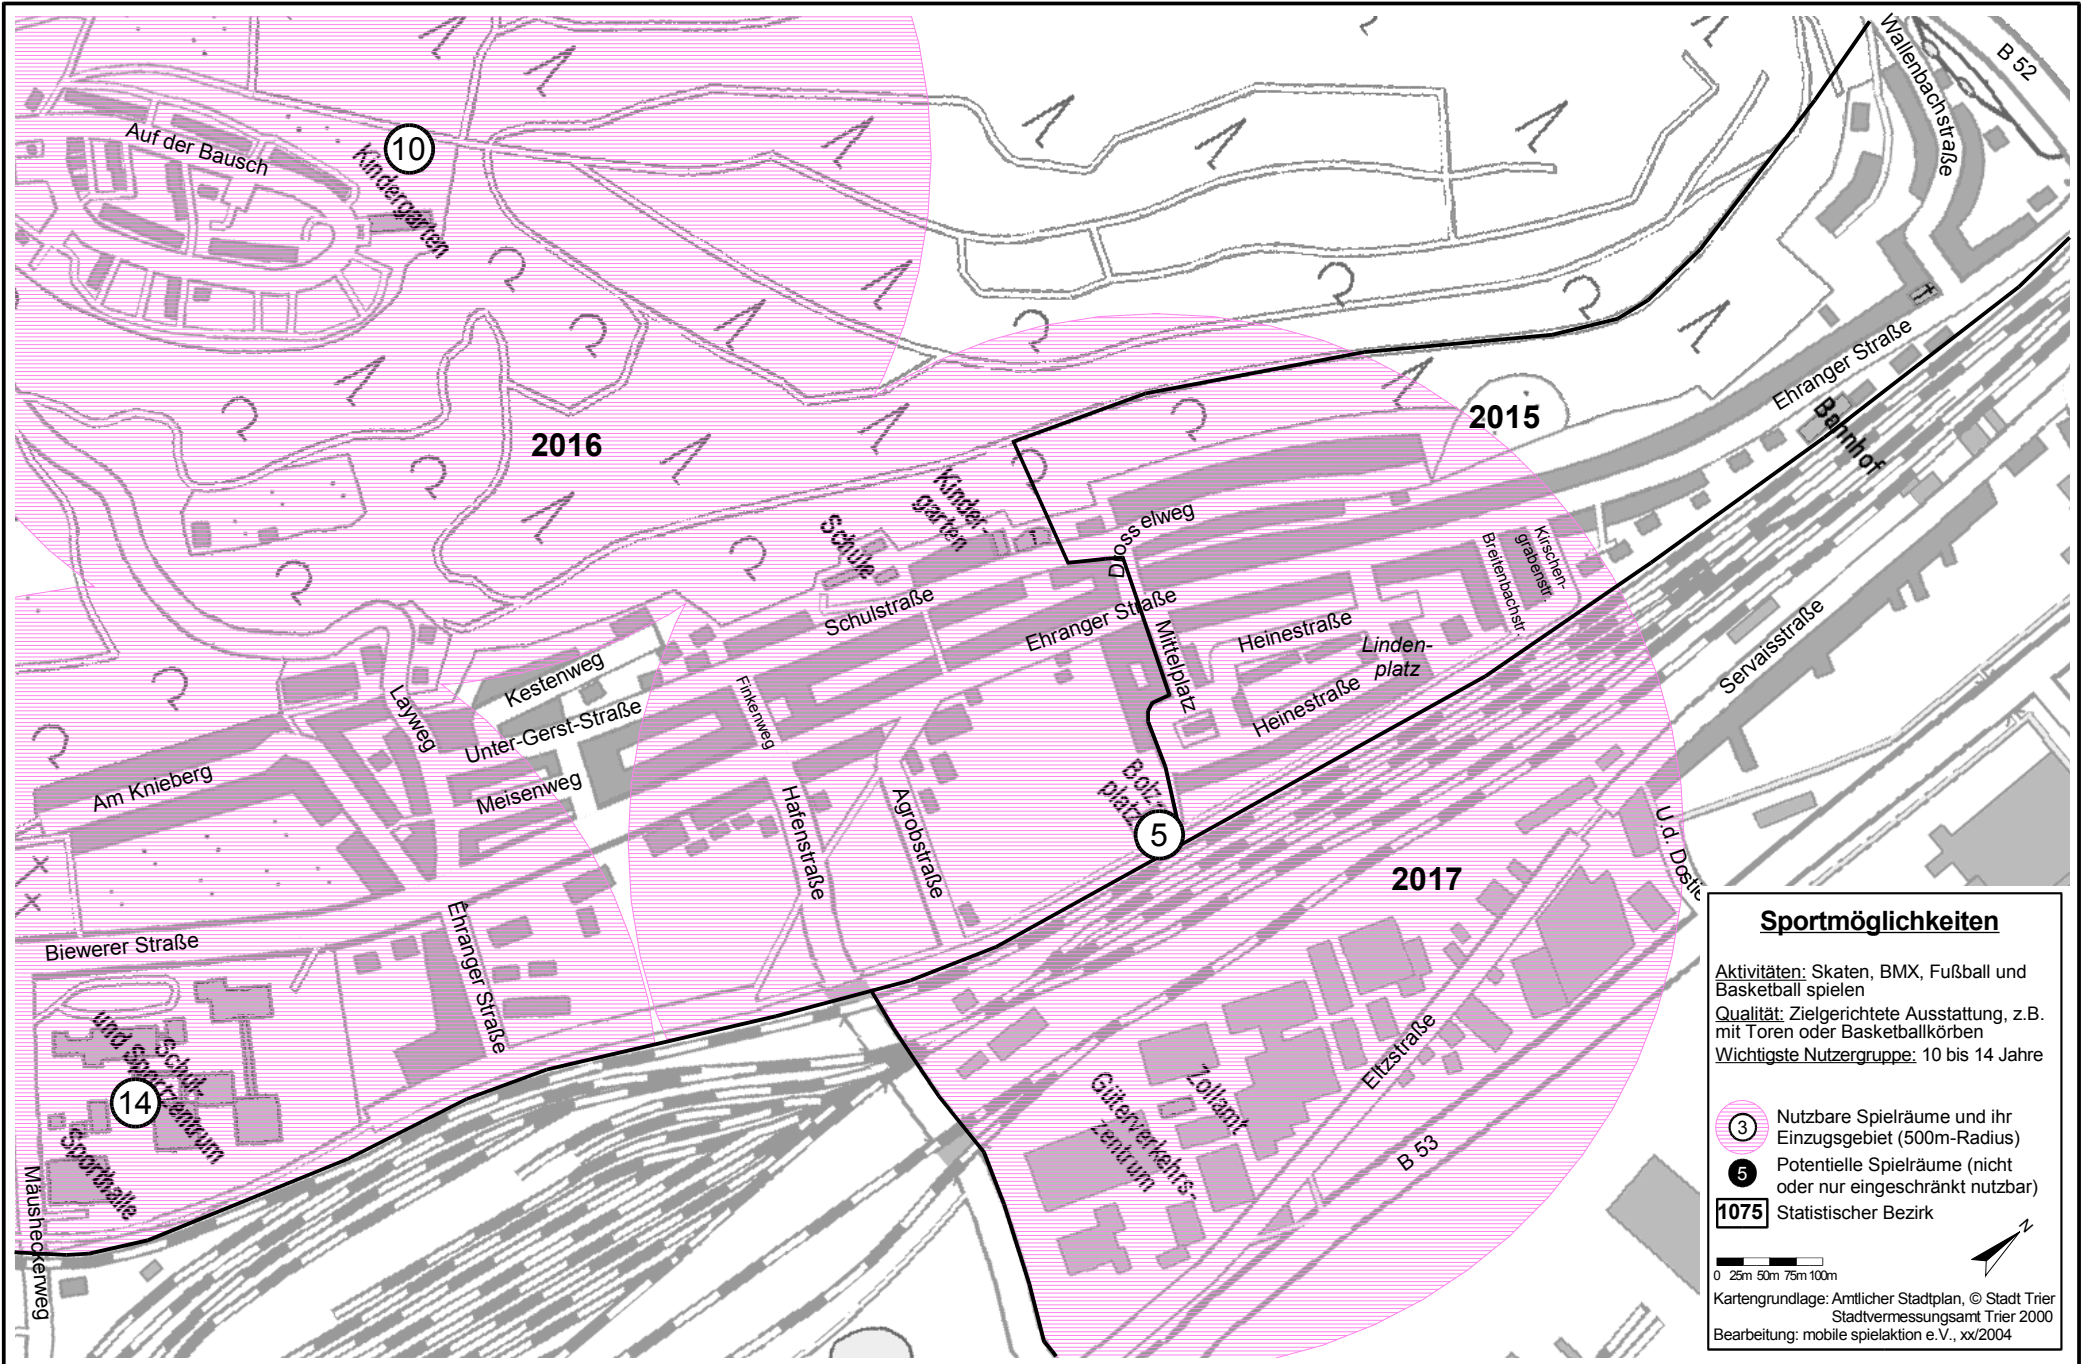 Wallenbachstraße
B 52
Auf der Bausch
10
Kindergarten
Ehranger Straße
Bahnhof
2015
2016
Kinder-
garten
Schule
Drosselweg
Kirschen-
grabenstr.
Breitenbachstr.
Schulstraße
Ehranger Straße
Mittelplatz
Heinestraße
Linden-
platz
Heinestraße
Servaisstraße
Kestenweg
Layweg
Unter-Gerst-Straße
Finkenweg
Meisenweg
Am Knieberg
Hafenstraße
Agrobstraße
Bolz-
platz
5
U.d. Dostle
2017
Biewerer Straße
Ehranger Straße
Schul-
und Sportzentrum
14
Sporthalle
Mäusheckerweg
Güterverkehrs-
zentrum
Zollamt
Eltzstraße
B 53
Sportmöglichkeiten
Aktivitäten: Skaten, BMX, Fußball und
Basketball spielen
Qualität: Zielgerichtete Ausstattung, z.B.
mit Toren oder Basketballkörben
Wichtigste Nutzergruppe: 10 bis 14 Jahre
3 Nutzbare Spielräume und ihr
Einzugsgebiet (500m-Radius)
5 Potentielle Spielräume (nicht
oder nur eingeschränkt nutzbar)
1075 Statistischer Bezirk
N
0 25m 50m 75m 100m
Kartengrundlage: Amtlicher Stadtplan, © Stadt Trier
Stadtvermessungsamt Trier 2000
Bearbeitung: mobile spielaktion e.V., xx/2004